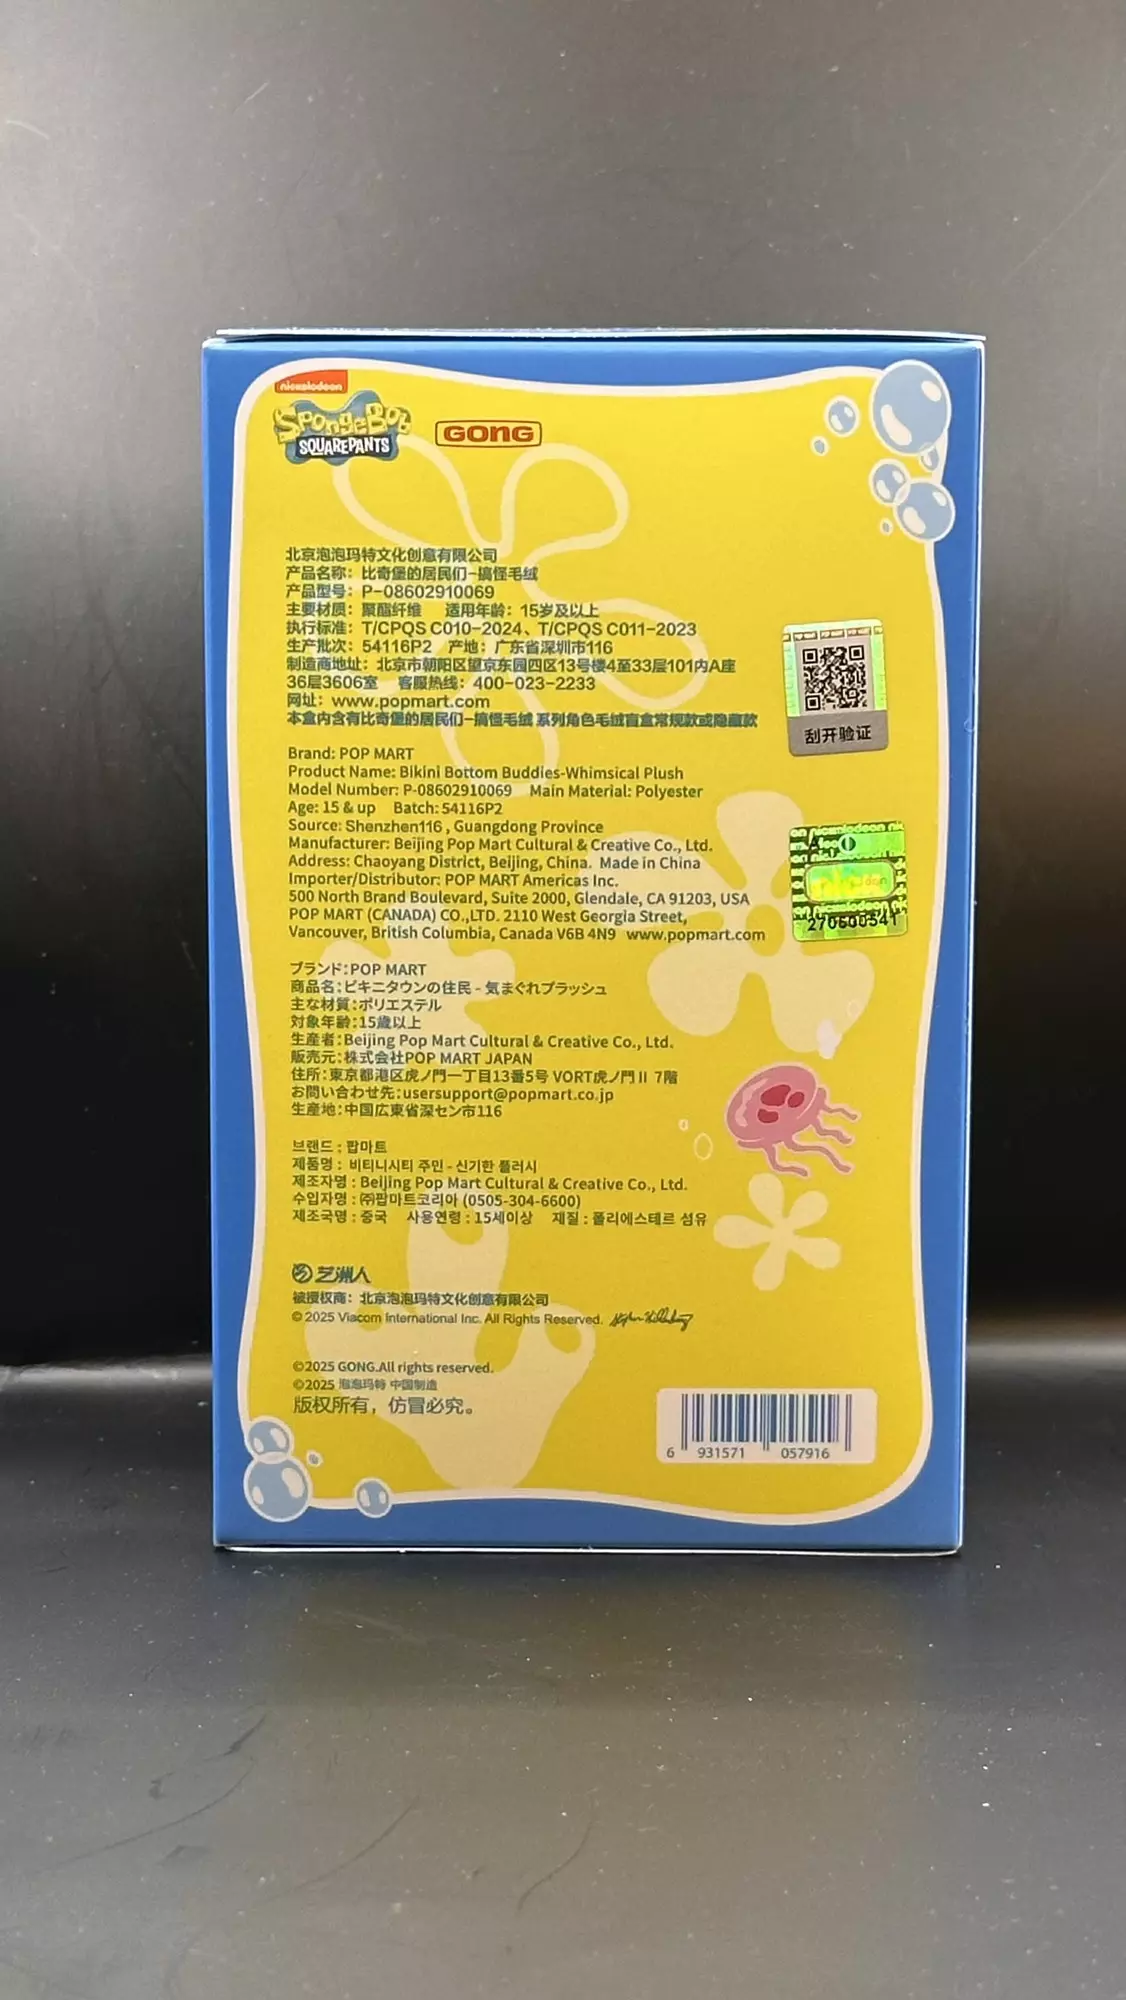 nickelodeon
SpongeBob
SQUAREPANTS
GONG
北京泡泡玛特文化创意有限公司
产品名称：比奇堡的居民们-搞怪毛绒
产品型号：P-08602910069
主要材质：聚酯纤维 适用年龄：15岁及以上
执行标准：T/CPQS C010-2024、T/CPQS C011-2023
生产批次：54116P2 产地：广东省深圳市116
制造商地址：北京市朝阳区望京东园四区13号楼4至33层101内A座
36层3606室 客服热线：400-023-2233
网址：www.popmart.com
本盒内含有比奇堡的居民们-搞怪毛绒 系列角色毛绒盲盒常规款或隐藏款
刮开验证
Brand: POP MART
Product Name: Bikini Bottom Buddies-Whimsical Plush
Model Number: P-08602910069 Main Material: Polyester
Age: 15 & up Batch: 54116P2
Source: Shenzhen116 , Guangdong Province
Manufacturer: Beijing Pop Mart Cultural & Creative Co., Ltd.
Address: Chaoyang District, Beijing, China. Made in China
Importer/Distributor: POP MART Americas Inc.
500 North Brand Boulevard, Suite 2000, Glendale, CA 91203, USA
POP MART (CANADA) CO.,LTD. 2110 West Georgia Street,
Vancouver, British Columbia, Canada V6B 4N9 www.popmart.com
nickelodeon
270600541
ブランド：POP MART
商品名：ビキニタウンの住民 - 気まぐれプラッシュ
主な材質：ポリエステル
対象年齢：15歳以上
生産者：Beijing Pop Mart Cultural & Creative Co., Ltd.
販売元：株式会社POP MART JAPAN
住所：東京都港区虎ノ門一丁目13番5号 VORT虎ノ門Ⅱ 7階
お問い合わせ先：usersupport@popmart.co.jp
生産地：中国広東省深セン市116
브랜드 : 팝마트
제품명 : 비티니시티 주민 - 신기한 플러시
제조자명 : Beijing Pop Mart Cultural & Creative Co., Ltd.
수입자명 : ㈜팝마트코리아 (0505-304-6600)
제조국명 : 중국 사용연령 : 15세이상 재질 : 폴리에스테르 섬유
艺洲人
被授权商：北京泡泡玛特文化创意有限公司
© 2025 Viacom International Inc. All Rights Reserved.
©2025 GONG.All rights reserved.
©2025 泡泡玛特 中国制造
版权所有，仿冒必究。
6 931571 057916